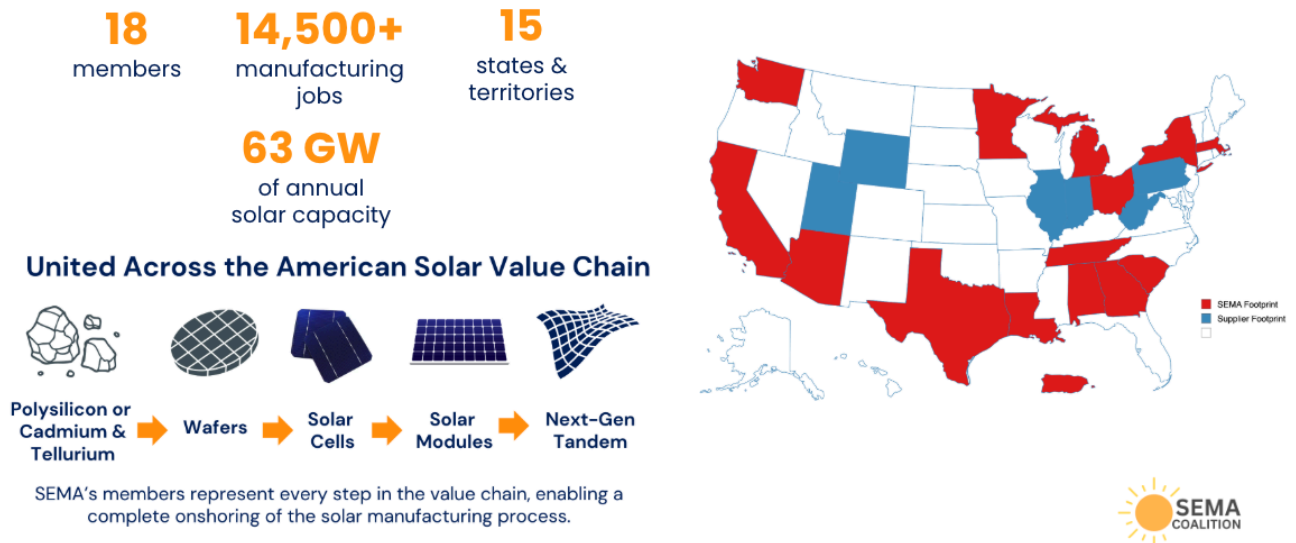 18
members
14,500+
manufacturing
jobs
15
states &
territories
63 GW
of annual
solar capacity
United Across the American Solar Value Chain
Polysilicon or
Cadmium &
Tellurium
Wafers
Solar
Cells
Solar
Modules
Next-Gen
Tandem
SEMA's members represent every step in the value chain, enabling a
complete onshoring of the solar manufacturing process.
SEMA Footprint
Supplier Footprint
SEMA
COALITION